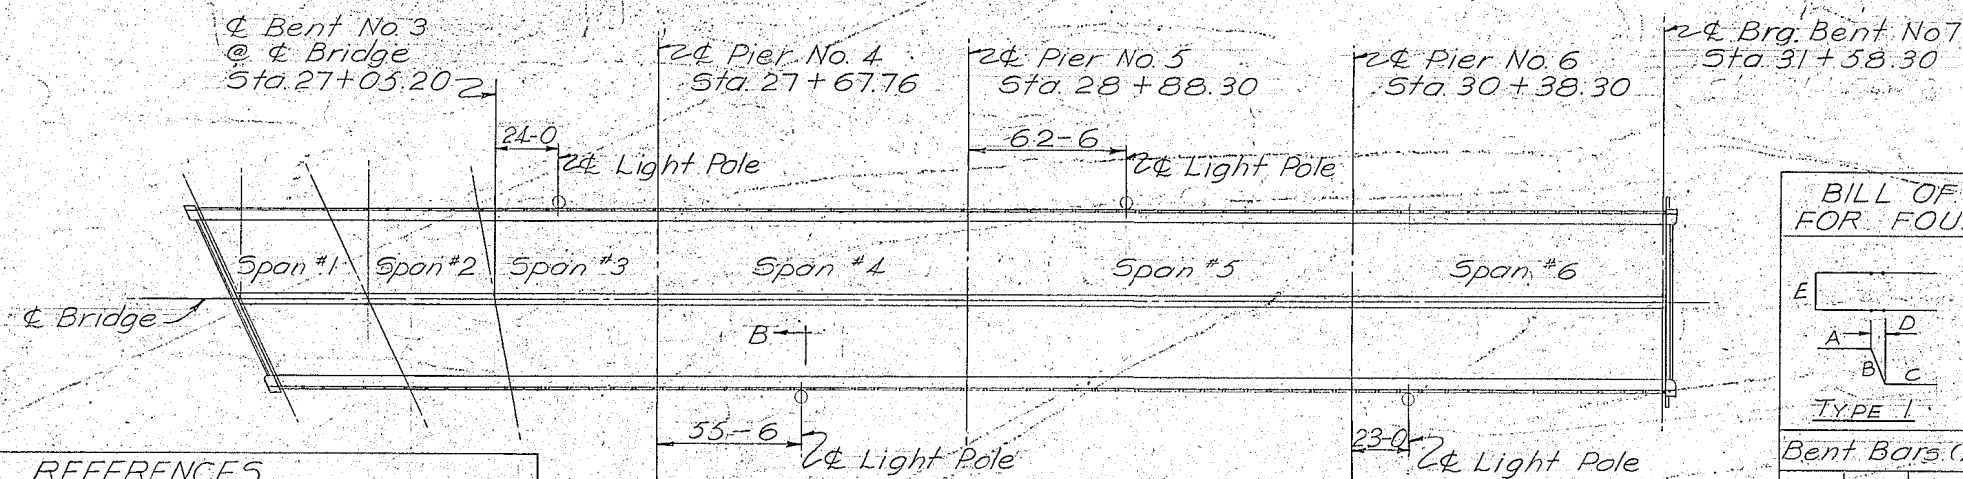 ℄ Bent No. 3
@ ℄ Bridge
Sta. 27+05.20
℄ Pier No. 4
Sta. 27 + 67.76
℄ Pier No. 5
Sta. 28 + 88.30
℄ Pier No. 6
Sta. 30 + 38.30
℄ Brg. Bent No 7
Sta. 31 + 58.30
24-0
℄ Light Pole
62-6
℄ Light Pole
Span #1
Span #2
Span #3
Span #4
Span #5
Span #6
℄ Bridge
B
55-6
℄ Light Pole
23-0
℄ Light Pole
REFERENCES
BILL OF
FOR FOU
E
A
D
B
C
TYPE 1
Bent Bars (